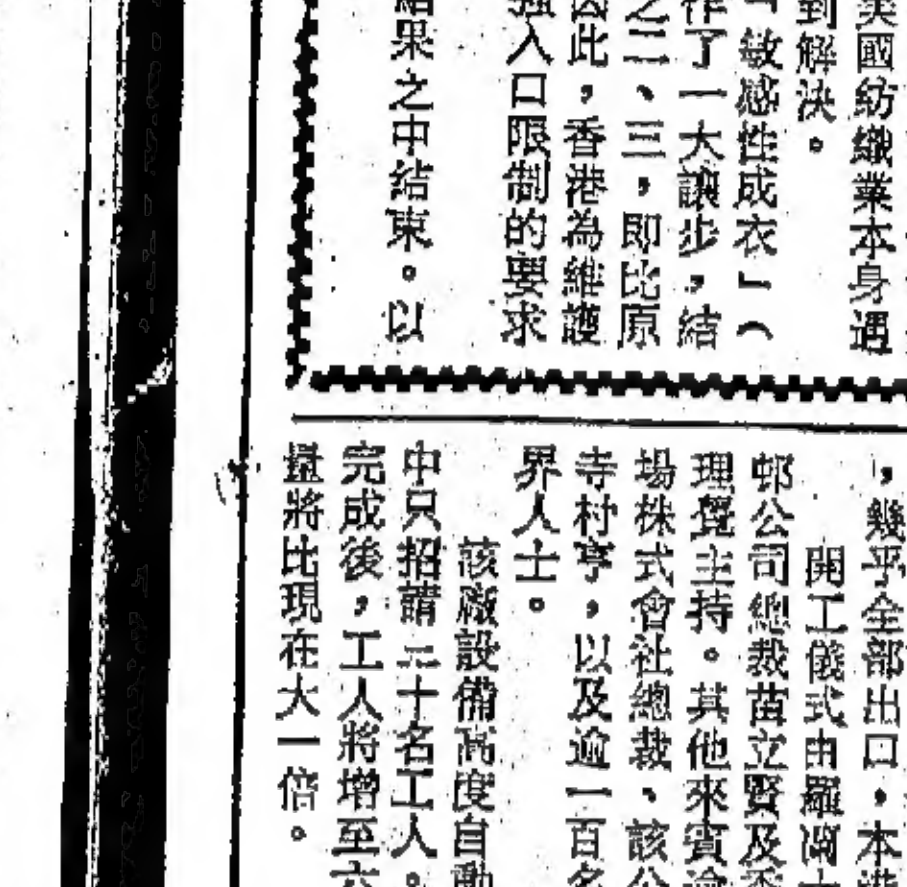 美國紡織業本身遇
到解決。
「敏感性成衣」（
作了一大讓步，結
之二、三，即比原
因此，香港為維護
強入口限制的要求
結果之中結束。以
，幾乎全部出口，本港
開工儀式由羅
邨公司總裁苗立賢及
理覺主持。其他來賓
場株式會社總裁、該公
寺村亨，以及逾一百名
界人士。
該廠設備高度自動
中只招請二十名工人。
完成後，工人將增至六
量將比現在大一倍。